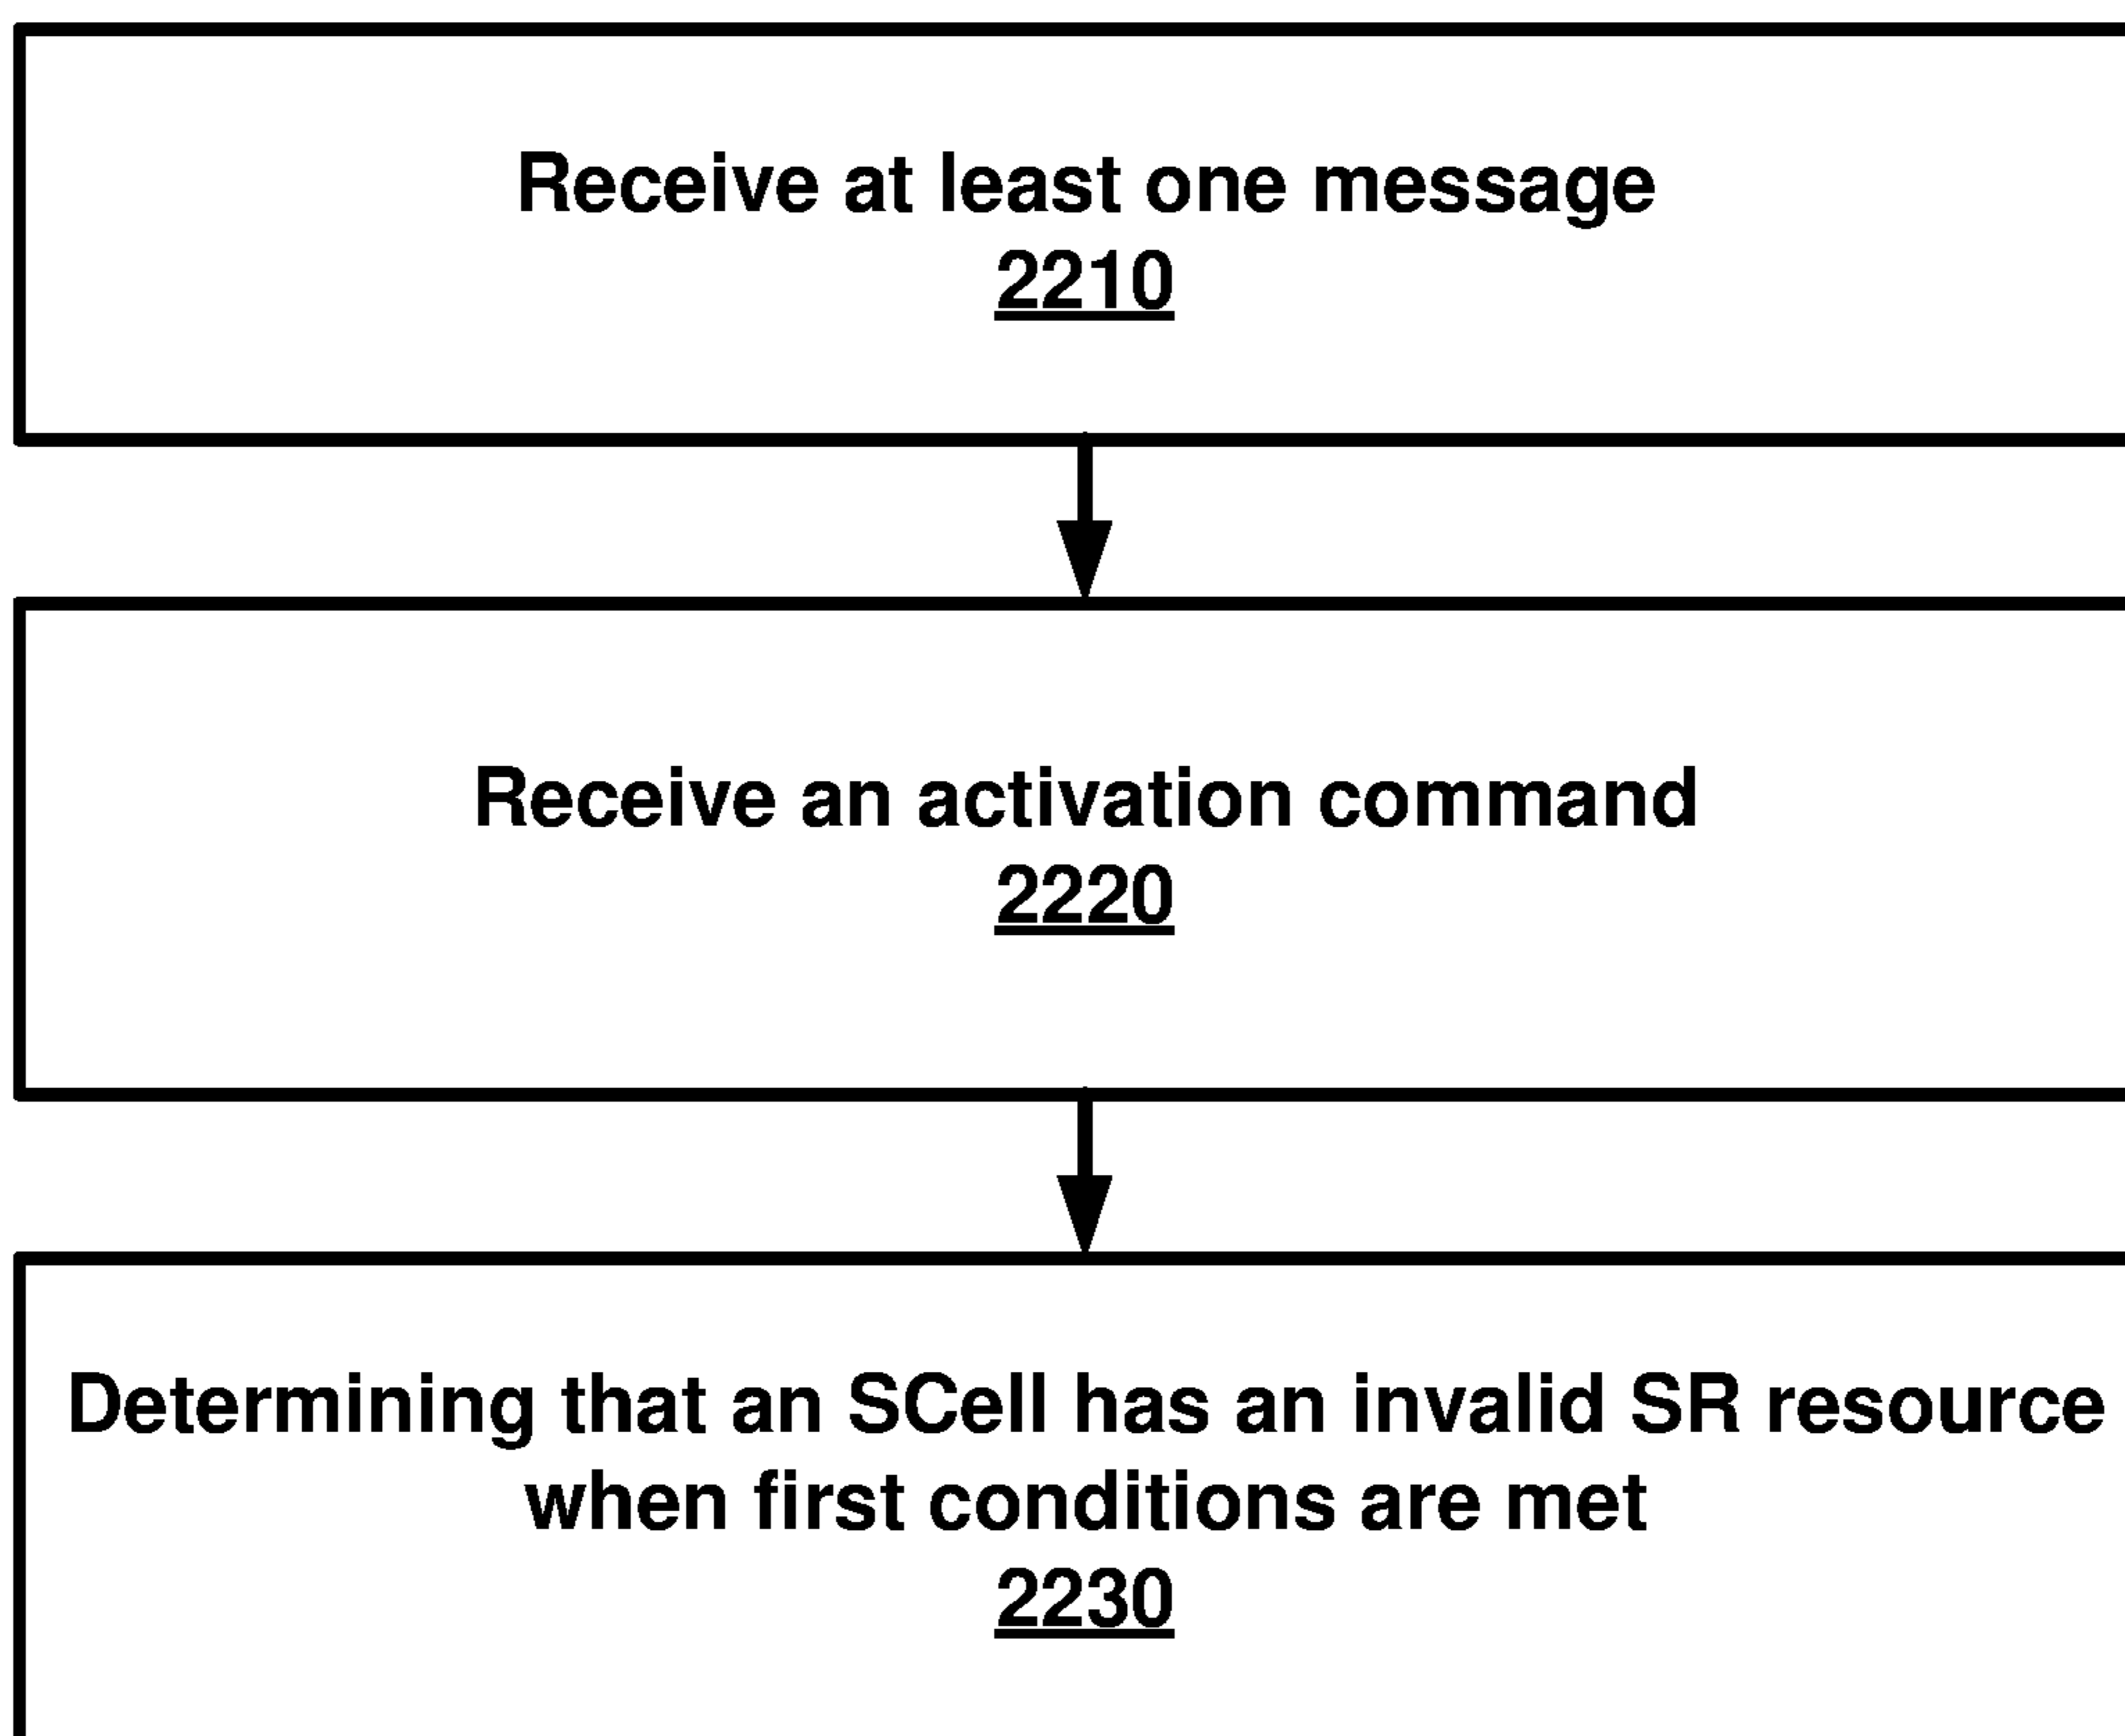 Receive at least one message
2210
Receive an activation command
2220
Determining that an SCell has an invalid SR resource
when first conditions are met
2230